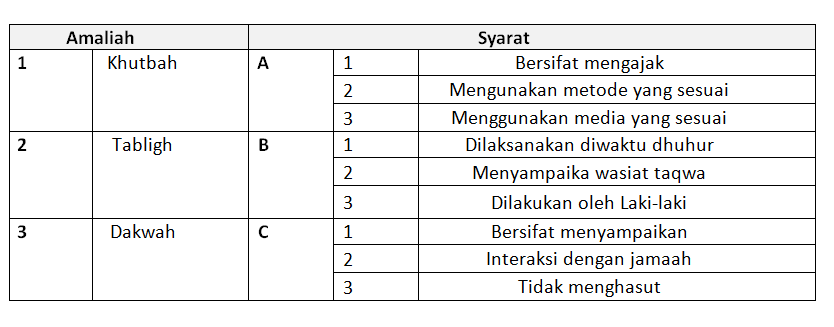 Amaliah Syarat
1 Khutbah A 1 Bersifat mengajak
2 Mengunakan metode yang sesuai
3 Menggunakan media yang sesuai
2 Tabligh B 1 Dilaksanakan diwaktu dhuhur
2 Menyampaika wasiat taqwa
3 Dilakukan oleh Laki-laki
3 Dakwah C 1 Bersifat menyampaikan
2 Interaksi dengan jamaah
3 Tidak menghasut